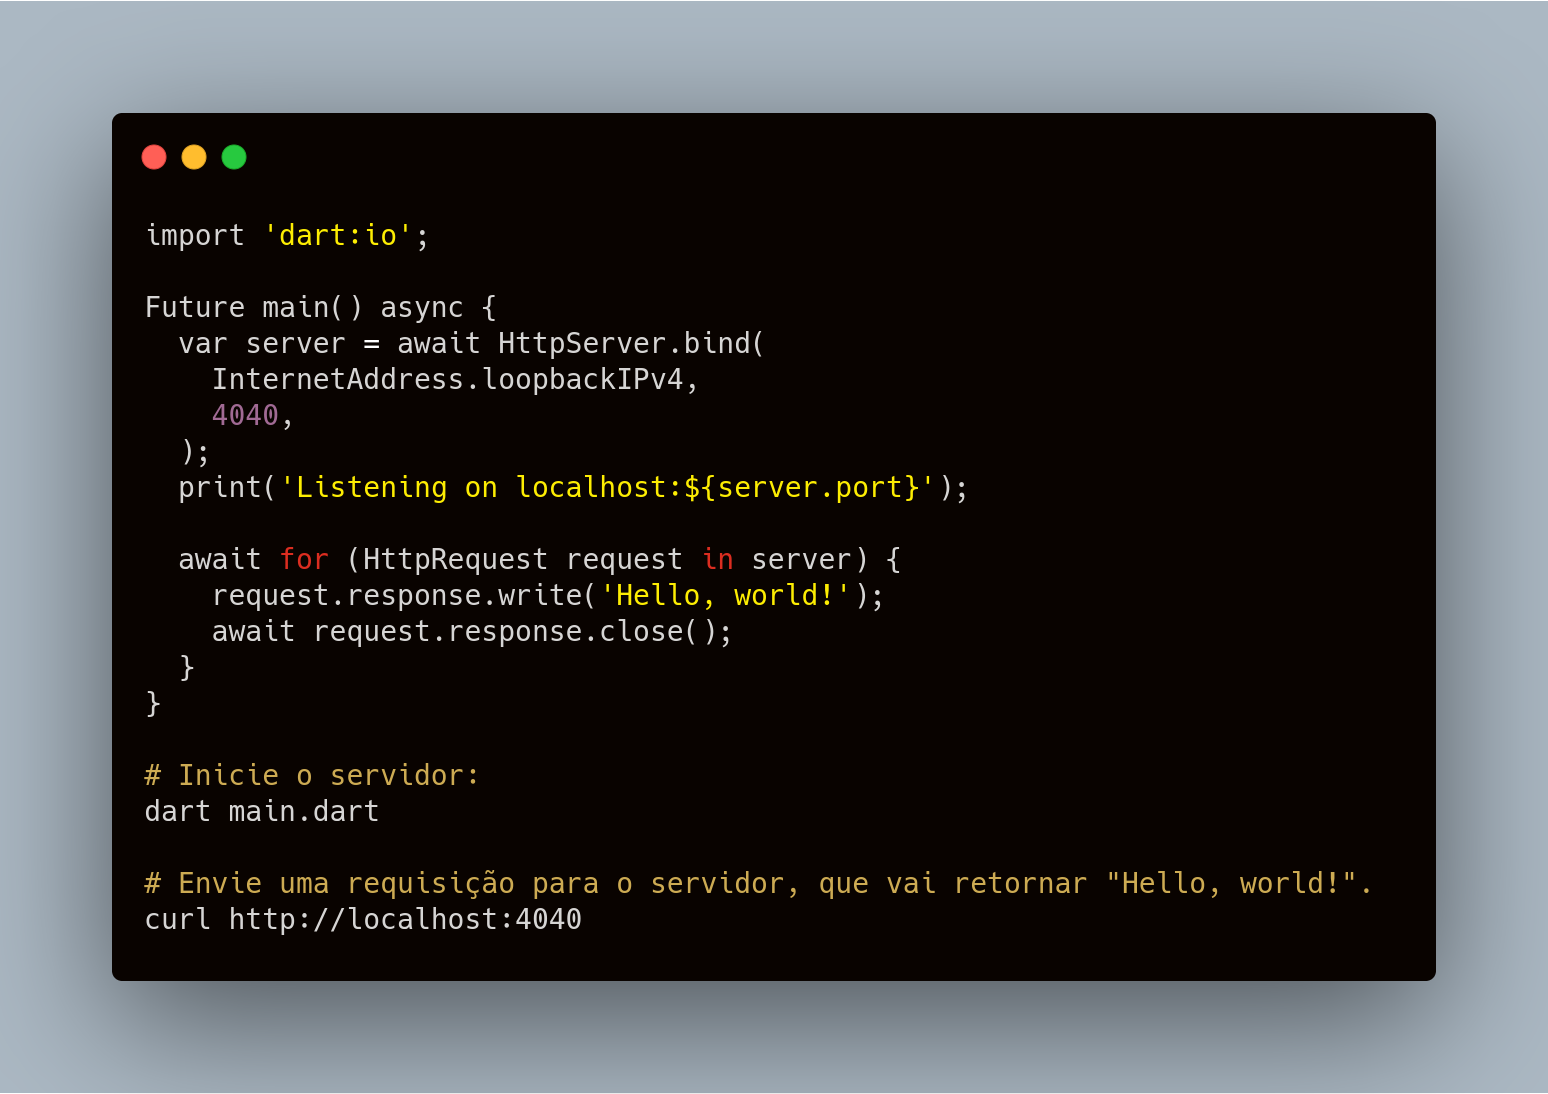 import 'dart:io';

Future main() async {
  var server = await HttpServer.bind(
    InternetAddress.loopbackIPv4,
    4040,
  );
  print('Listening on localhost:${server.port}');

  await for (HttpRequest request in server) {
    request.response.write('Hello, world!');
    await request.response.close();
  }
}

# Inicie o servidor:
dart main.dart

# Envie uma requisição para o servidor, que vai retornar "Hello, world!".
curl http://localhost:4040